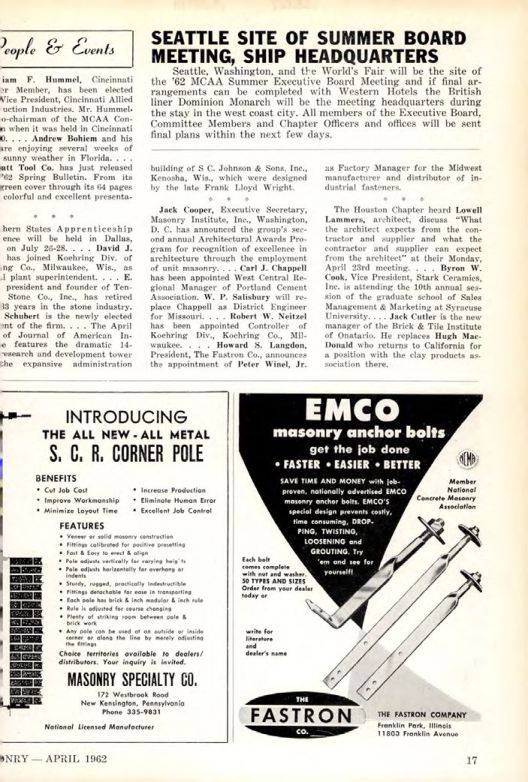 People & Events
iam F. Hummel, Cincinnati
er Member, has been elected
Vice President, Cincinnati Allied
uction Industries. Mr. Hummel
o-chairman of the MCAA Con-
n when it was held in Cincinnati
0. . . . Andrew Bohiem and his
are enjoying several weeks of
sunny weather in Florida. . . .
att Tool Co. has just released
'62 Spring Bulletin. From its
green cover through its 64 pages
colorful and excellent presenta-
* * *
hern States Apprenticeship
ence will be held in Dallas,
on July 26-28. . . . David J.
has joined Koehring Div. of
ng Co., Milwaukee, Wis., as
l plant superintendent. . . . E.
president and founder of Ten-
Stone Co., Inc., has retired
33 years in the stone industry.
Schubert is the newly elected
ent of the firm. . . . The April
of Journal of American In-
e features the dramatic 14-
research and development tower
the expansive administration
SEATTLE SITE OF SUMMER BOARD
MEETING, SHIP HEADQUARTERS
Seattle, Washington, and the World's Fair will be the site of
the '62 MCAA Summer Executive Board Meeting and if final ar-
rangements can be completed with Western Hotels the British
liner Dominion Monarch will be the meeting headquarters during
the stay in the west coast city. All members of the Executive Board,
Committee Members and Chapter Officers and offices will be sent
final plans within the next few days.
building of S C. Johnson & Sons, Inc.,
Kenosha, Wis., which were designed
by the late Frank Lloyd Wright.
* * *
Jack Cooper, Executive Secretary,
Masonry Institute, Inc., Washington,
D. C. has announced the group's sec-
ond annual Architectural Awards Pro-
gram for recognition of excellence in
architecture through the employment
of unit masonry. . . . Carl J. Chappell
has been appointed West Central Re-
gional Manager of Portland Cement
Association. W. P. Salisbury will re-
place Chappell as District Engineer
for Missouri. . . . Robert W. Neitzel
has been appointed Controller of
Koehring Div., Koehring Co., Mil-
waukee. . . . Howard S. Langdon,
President, The Fastron Co., announces
the appointment of Peter Winel, Jr.
as Factory Manager for the Midwest
manufacturer and distributor of in-
dustrial fasteners.
* * *
The Houston Chapter heard Lowell
Lammers, architect, discuss "What
the architect expects from the con-
tractor and supplier and what the
contractor and supplier can expect
from the architect" at their Monday,
April 23rd meeting. . . . Byron W.
Cook, Vice President, Stark Ceramics,
Inc. is attending the 10th annual ses-
sion of the graduate school of Sales
Management & Marketing at Syracuse
University. . . . Jack Cutler is the new
manager of the Brick & Tile Institute
of Onatario. He replaces Hugh Mac-
Donald who returns to California for
a position with the clay products as-
sociation there.
INTRODUCING
THE ALL NEW - ALL METAL
S. C. R. CORNER POLE
BENEFITS
• Cut Job Cost
• Improve Workmanship
• Minimize Layout Time
• Increase Production
• Eliminate Human Error
• Excellent Job Control
FEATURES
• Veneer or solid masonry construction
• Fittings calibrated for positive presetting
• Fast & Easy to erect & align
• Pole adjusts vertically for varying heig'ts
• Pole adjusts horizontally for overhang or
indents
• Sturdy, rugged, practically indestructible
• Fittings detachable for ease in transporting
• Each pole has brick & inch modular & inch rule
• Rule is adjusted for course changing
• Plenty of striking room between pole &
brick work
• Any pole can be used at an outside or inside
corner or along the line by merely adjusting
the fittings
Choice territories available to dealers/
distributors. Your inquiry is invited.
MASONRY SPECIALTY CO.
172 Westbrook Road
New Kensington, Pennsylvania
Phone 335-9831
National Licensed Manufacturer
EMCO
masonry anchor bolts
get the job done
• FASTER • EASIER • BETTER
SAVE TIME AND MONEY with job-
proven, nationally advertised EMCO
masonry anchor bolts. EMCO'S
special design prevents costly,
time consuming, DROP-
PING, TWISTING,
LOOSENING and
GROUTING. Try
'em and see for
yourself!
NCMA
Member
National
Concrete Masonry
Association
Each bolt
comes complete
with nut and washer.
50 TYPES AND SIZES
Order from your dealer
today or
write for
literature
and
dealer's name
THE
FASTRON
CO.
THE FASTRON COMPANY
Franklin Park, Illinois
11800 Franklin Avenue
ONRY — APRIL 1962
17